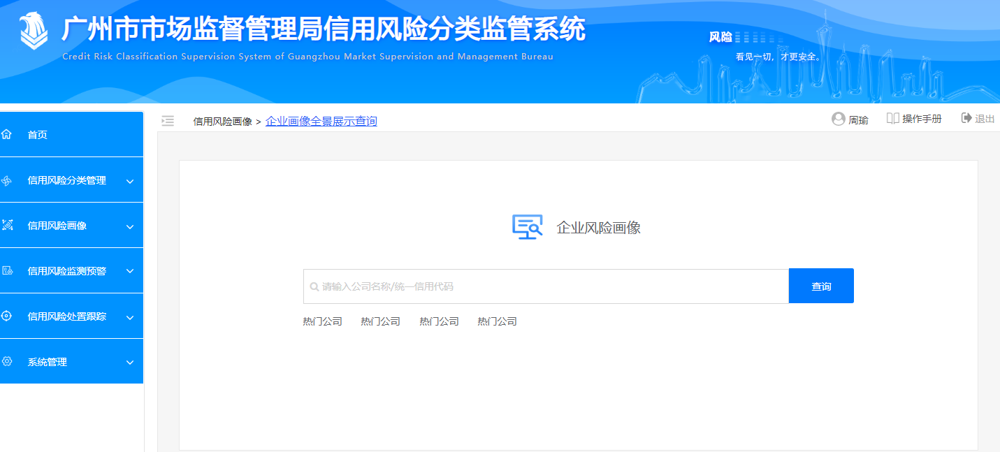 广州市市场监督管理局信用风险分类监管系统
Credit Risk Classification Supervision System of Guangzhou Market Supervision and Management Bureau
风险
看见一切，才更安全。
首页
信用风险分类管理
信用风险画像
信用风险监测预警
信用风险处置跟踪
系统管理
信用风险画像 > 企业画像全景展示查询
周瑜 操作手册 退出
企业风险画像
请输入公司名称/统一信用代码 查询
热门公司 热门公司 热门公司 热门公司